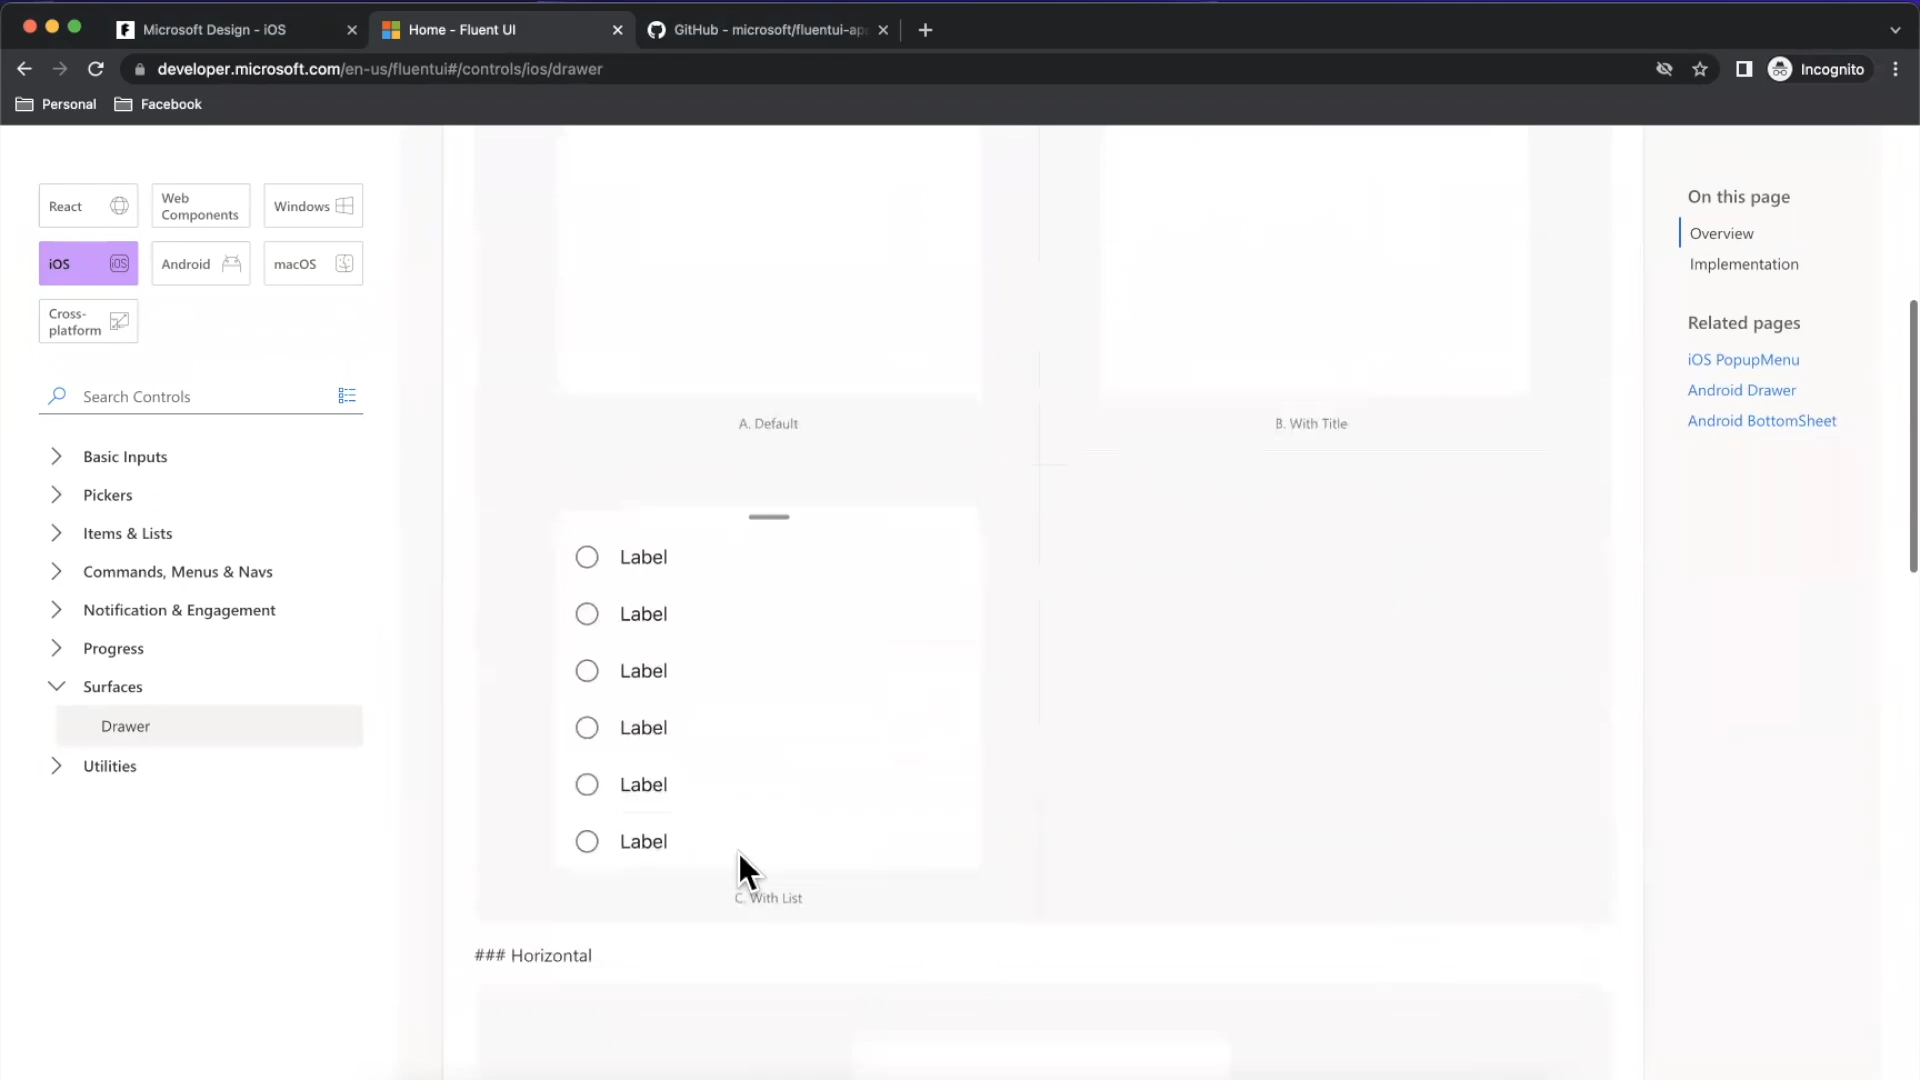 Microsoft Design - iOS
Home - Fluent UI
GitHub - microsoft/fluentui-ap
developer.microsoft.com/en-us/fluentui#/controls/ios/drawer
Incognito
Personal
Facebook
React
Web
Components
Windows
iOS
iOS
Android
macOS
Cross-
platform
Search Controls
Basic Inputs
Pickers
Items & Lists
Commands, Menus & Navs
Notification & Engagement
Progress
Surfaces
Drawer
Utilities
A. Default
B. With Title
Label
Label
Label
Label
Label
Label
C. With List
### Horizontal
On this page
Overview
Implementation
Related pages
iOS PopupMenu
Android Drawer
Android BottomSheet